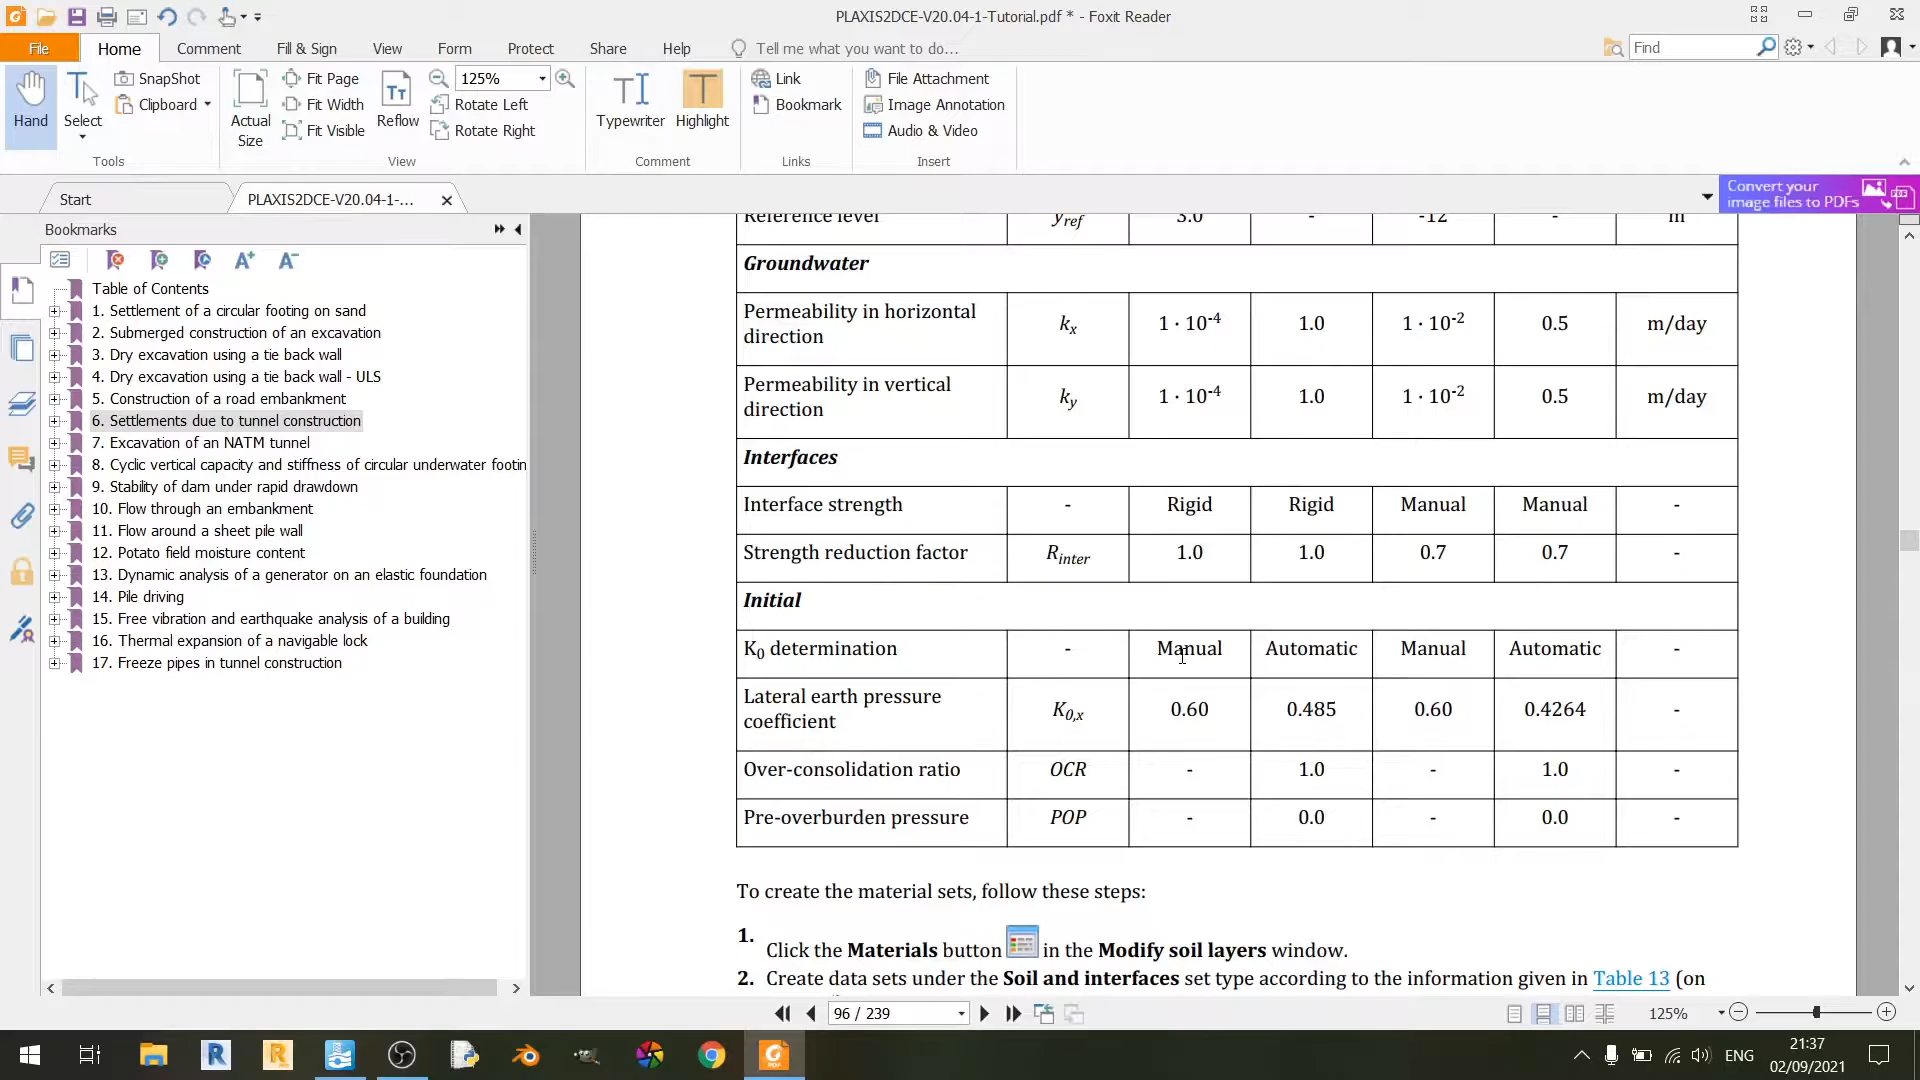 PLAXIS2DCE-V20.04-1-Tutorial.pdf * - Foxit Reader
File Home Comment Fill & Sign View Form Protect Share Help Tell me what you want to do... Find
Hand
Select
SnapShot
Clipboard
Tools
Actual Size
Fit Page
Fit Width
Fit Visible
Reflow
125%
Rotate Left
Rotate Right
View
Typewriter
Highlight
Comment
Link
Bookmark
Links
File Attachment
Image Annotation
Audio & Video
Insert
Start
PLAXIS2DCE-V20.04-1-...
Convert your
image files to PDFs
Bookmarks
Table of Contents
1. Settlement of a circular footing on sand
2. Submerged construction of an excavation
3. Dry excavation using a tie back wall
4. Dry excavation using a tie back wall - ULS
5. Construction of a road embankment
6. Settlements due to tunnel construction
7. Excavation of an NATM tunnel
8. Cyclic vertical capacity and stiffness of circular underwater footin
9. Stability of dam under rapid drawdown
10. Flow through an embankment
11. Flow around a sheet pile wall
12. Potato field moisture content
13. Dynamic analysis of a generator on an elastic foundation
14. Pile driving
15. Free vibration and earthquake analysis of a building
16. Thermal expansion of a navigable lock
17. Freeze pipes in tunnel construction
Reference level yref 3.0 - -12 - m
Groundwater
Permeability in horizontal direction kx 1 · 10-4 1.0 1 · 10-2 0.5 m/day
Permeability in vertical direction ky 1 · 10-4 1.0 1 · 10-2 0.5 m/day
Interfaces
Interface strength - Rigid Rigid Manual Manual -
Strength reduction factor Rinter 1.0 1.0 0.7 0.7 -
Initial
K0 determination - Manual Automatic Manual Automatic -
Lateral earth pressure coefficient K0,x 0.60 0.485 0.60 0.4264 -
Over-consolidation ratio OCR - 1.0 - 1.0 -
Pre-overburden pressure POP - 0.0 - 0.0 -
To create the material sets, follow these steps:
1. Click the Materials button in the Modify soil layers window.
2. Create data sets under the Soil and interfaces set type according to the information given in Table 13 (on
96 / 239
125%
ENG
21:37
02/09/2021